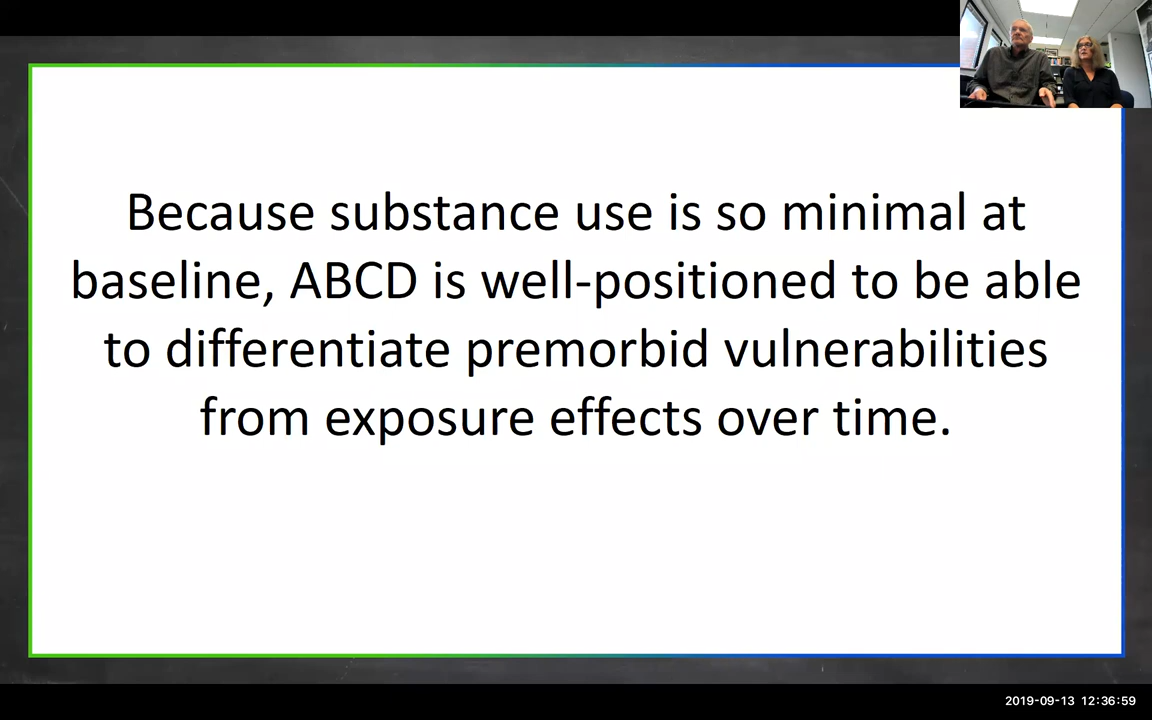 Because substance use is so minimal at
baseline, ABCD is well-positioned to be able
to differentiate premorbid vulnerabilities
from exposure effects over time.
2019-09-13 12:36:59